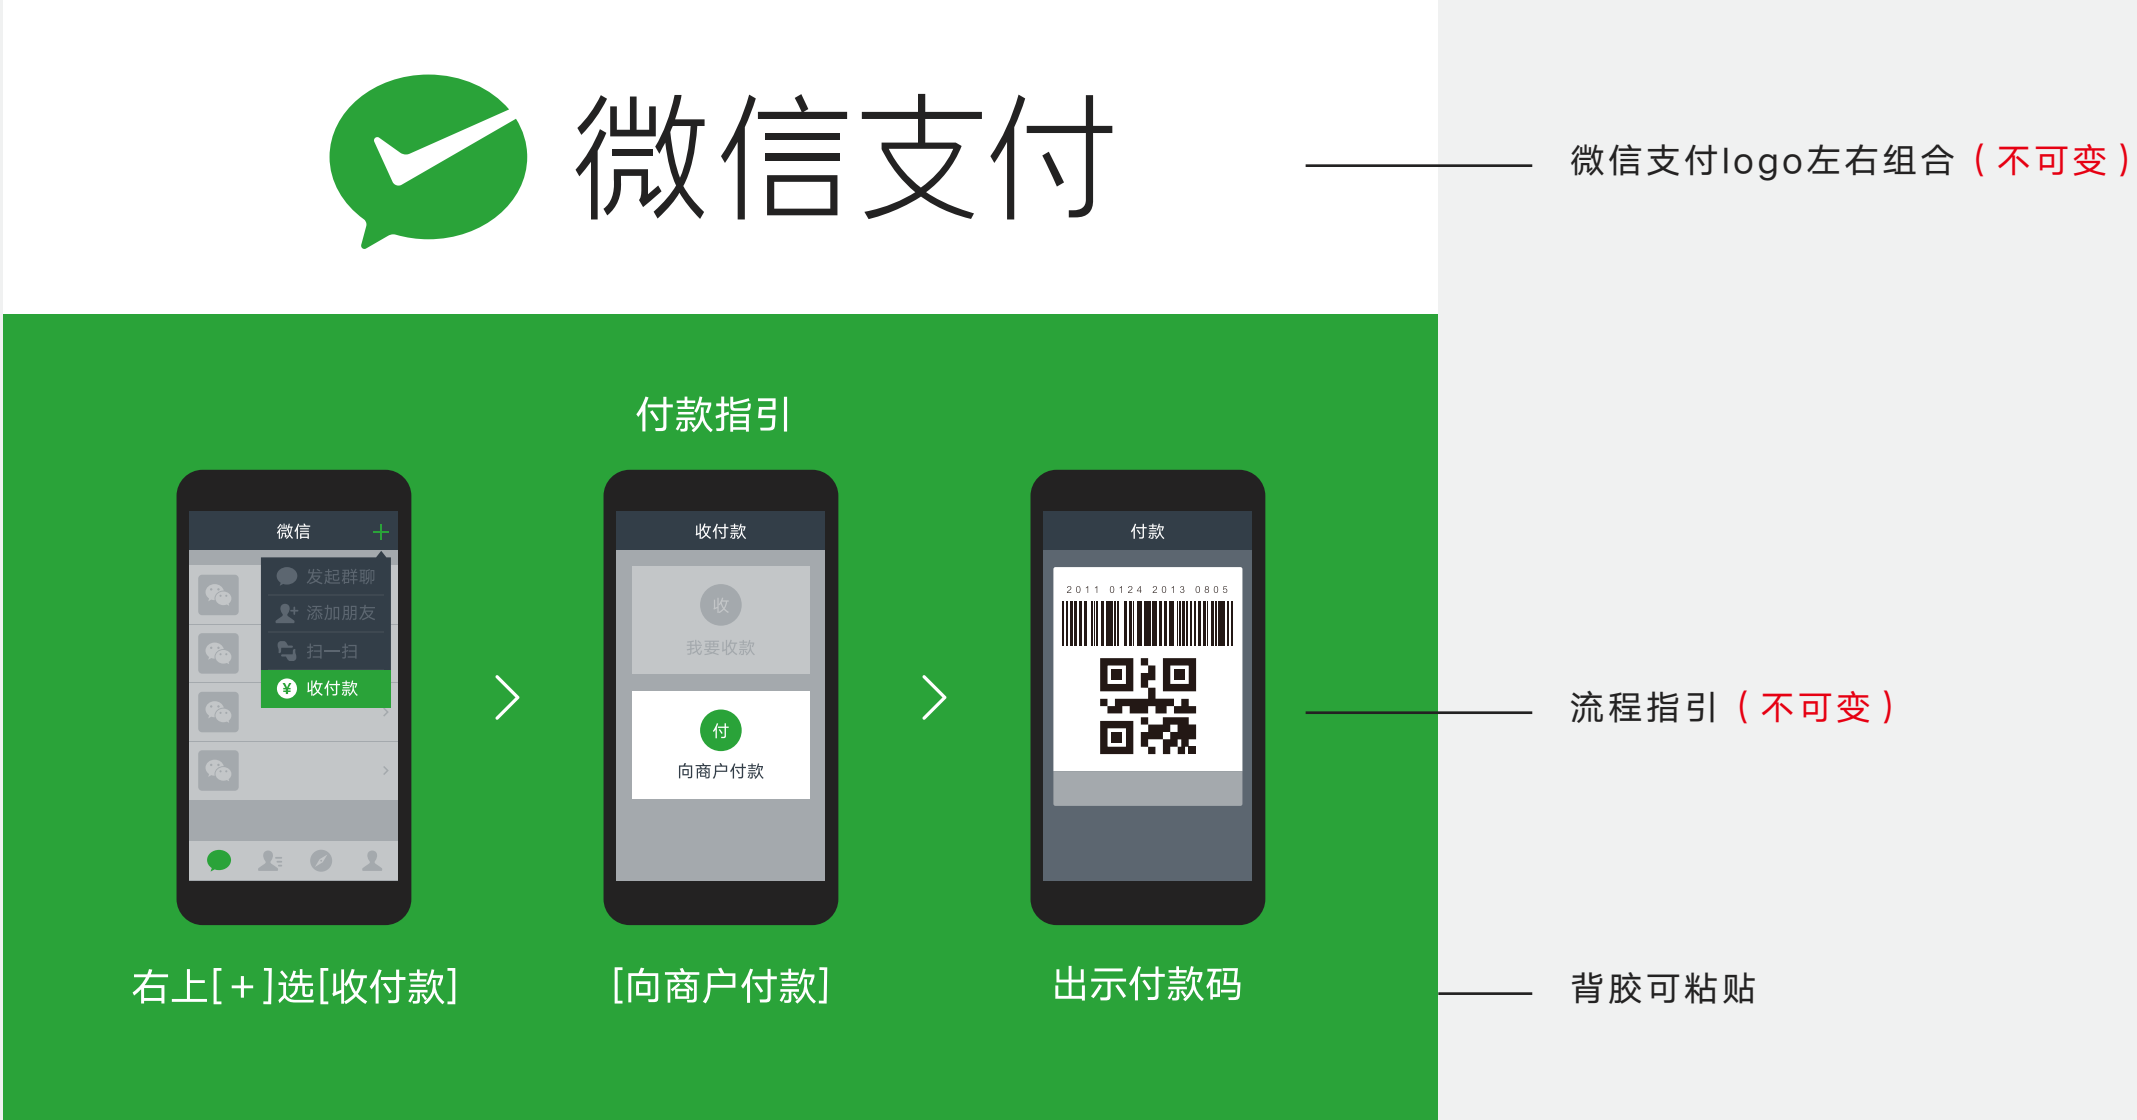 微信支付
微信支付logo左右组合（不可变）
付款指引
微信
发起群聊
添加朋友
扫一扫
收付款
收付款
收
我要收款
付
向商户付款
付款
2011 0124 2013 0805
流程指引（不可变）
右上[+]选[收付款]
[向商户付款]
出示付款码
背胶可粘贴